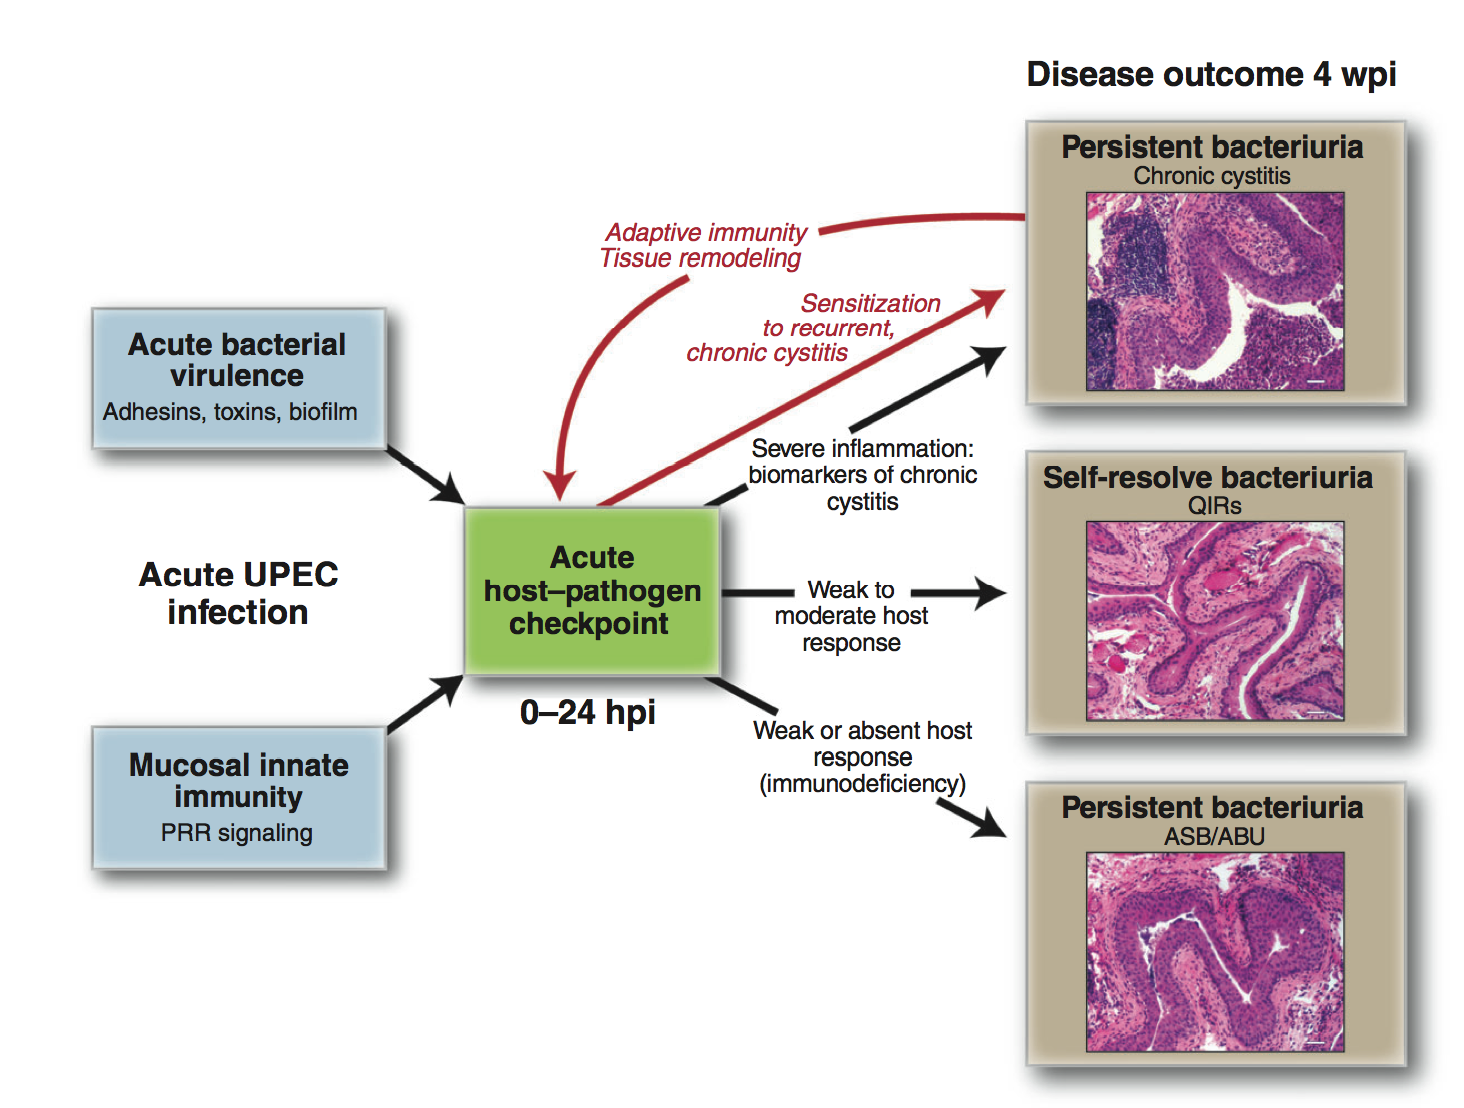 Disease outcome 4 wpi
Persistent bacteriuria
Chronic cystitis
Adaptive immunity
Tissue remodeling
Sensitization
to recurrent,
chronic cystitis
Acute bacterial
virulence
Adhesins, toxins, biofilm
Severe inflammation:
biomarkers of chronic
cystitis
Self-resolve bacteriuria
QIRs
Acute UPEC
infection
Acute
host–pathogen
checkpoint
0–24 hpi
Weak to
moderate host
response
Mucosal innate
immunity
PRR signaling
Weak or absent host
response
(immunodeficiency)
Persistent bacteriuria
ASB/ABU